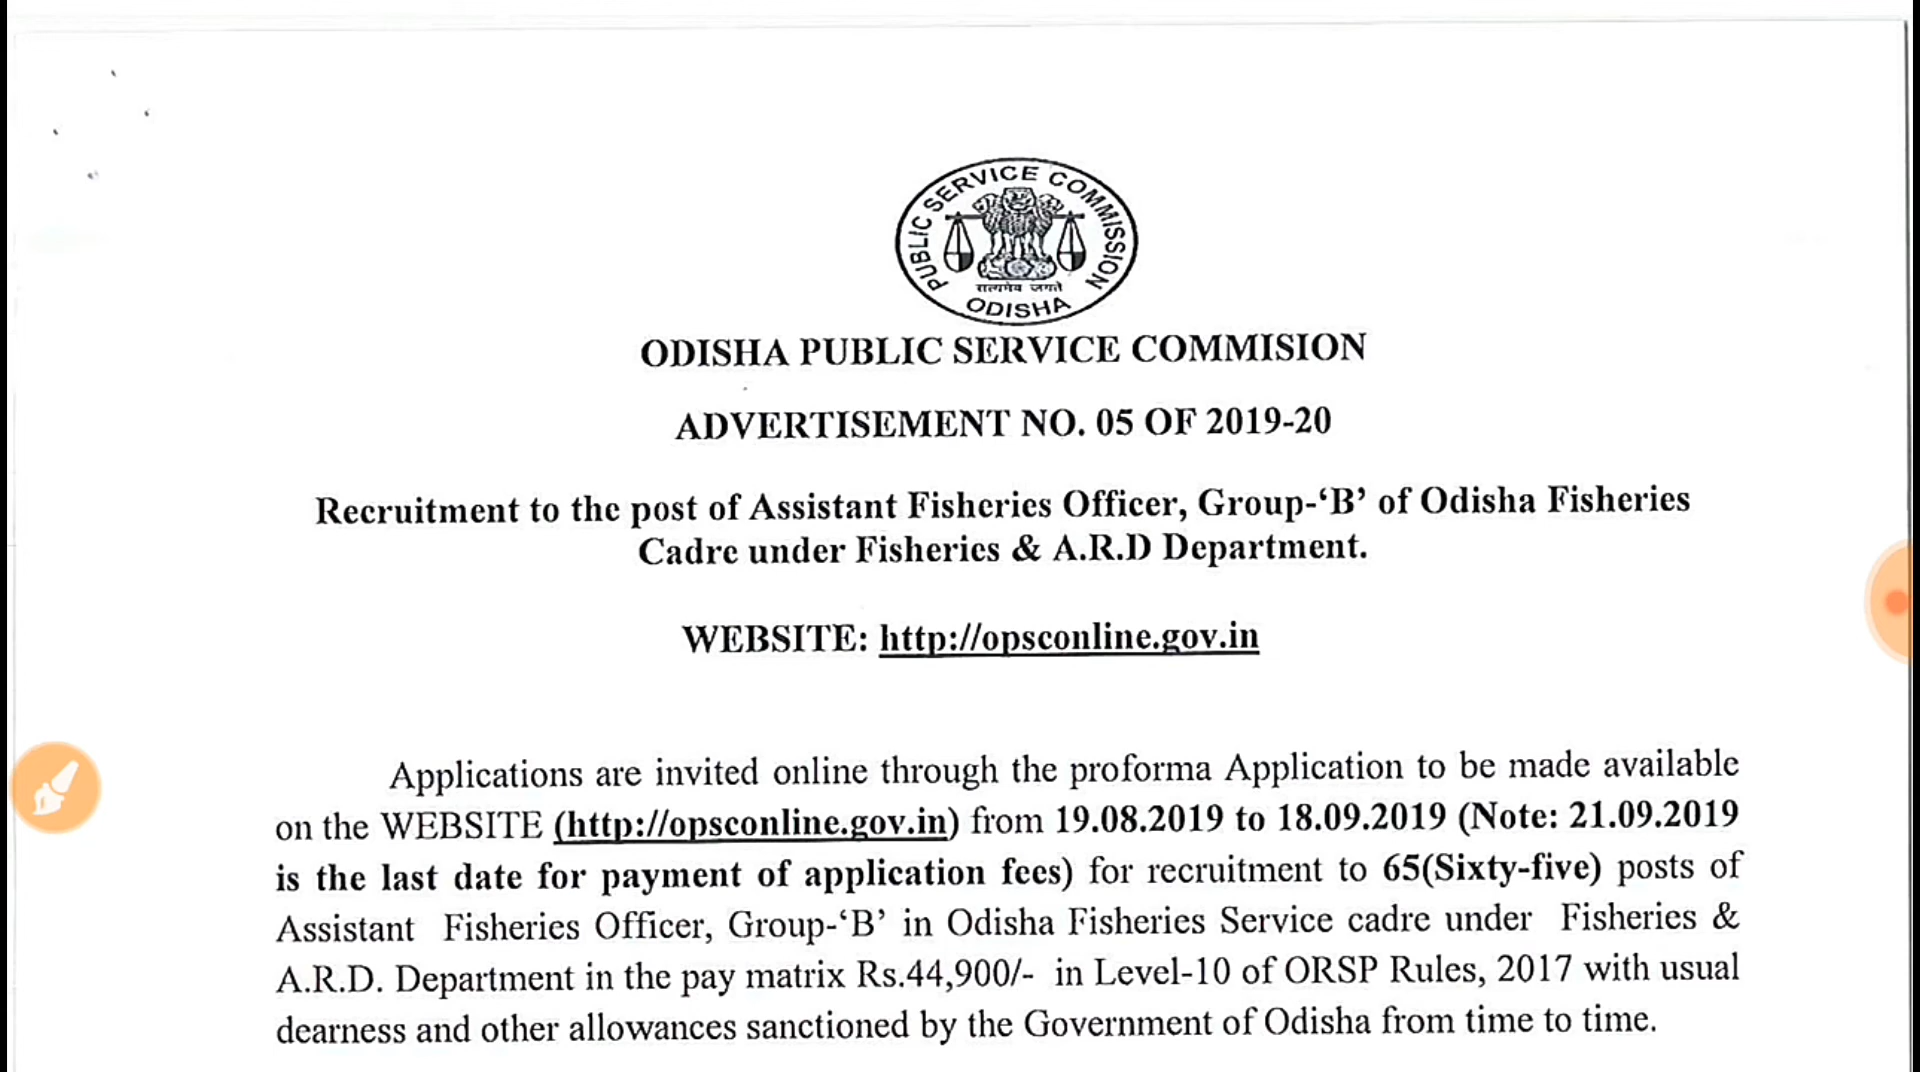 PUBLIC SERVICE COMMISSION
सत्यमेव जयते
ODISHA
ODISHA PUBLIC SERVICE COMMISION
ADVERTISEMENT NO. 05 OF 2019-20
Recruitment to the post of Assistant Fisheries Officer, Group-‘B’ of Odisha Fisheries
Cadre under Fisheries & A.R.D Department.
WEBSITE: http://opsconline.gov.in
Applications are invited online through the proforma Application to be made available
on the WEBSITE (http://opsconline.gov.in) from 19.08.2019 to 18.09.2019 (Note: 21.09.2019
is the last date for payment of application fees) for recruitment to 65(Sixty-five) posts of
Assistant Fisheries Officer, Group-‘B’ in Odisha Fisheries Service cadre under Fisheries &
A.R.D. Department in the pay matrix Rs.44,900/- in Level-10 of ORSP Rules, 2017 with usual
dearness and other allowances sanctioned by the Government of Odisha from time to time.